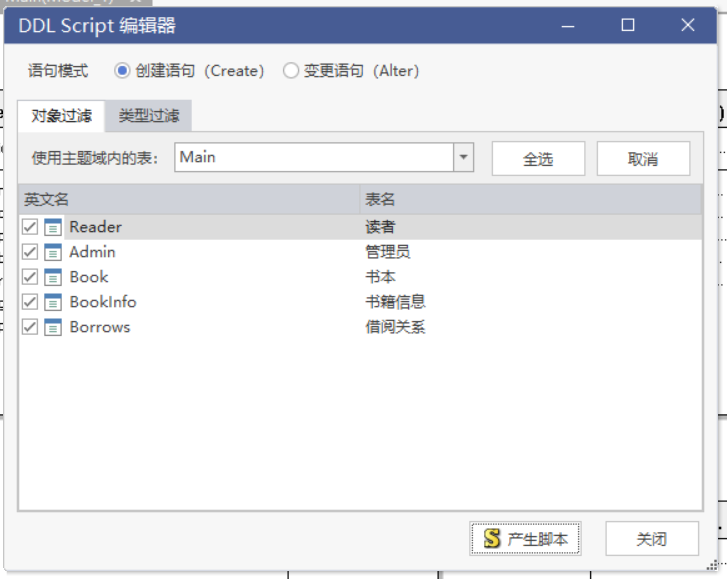 DDL Script 编辑器
语句模式 创建语句（Create） 变更语句（Alter）
对象过滤 类型过滤
使用主题域内的表: Main 全选 取消
英文名 表名
Reader 读者
Admin 管理员
Book 书本
BookInfo 书籍信息
Borrows 借阅关系
产生脚本 关闭